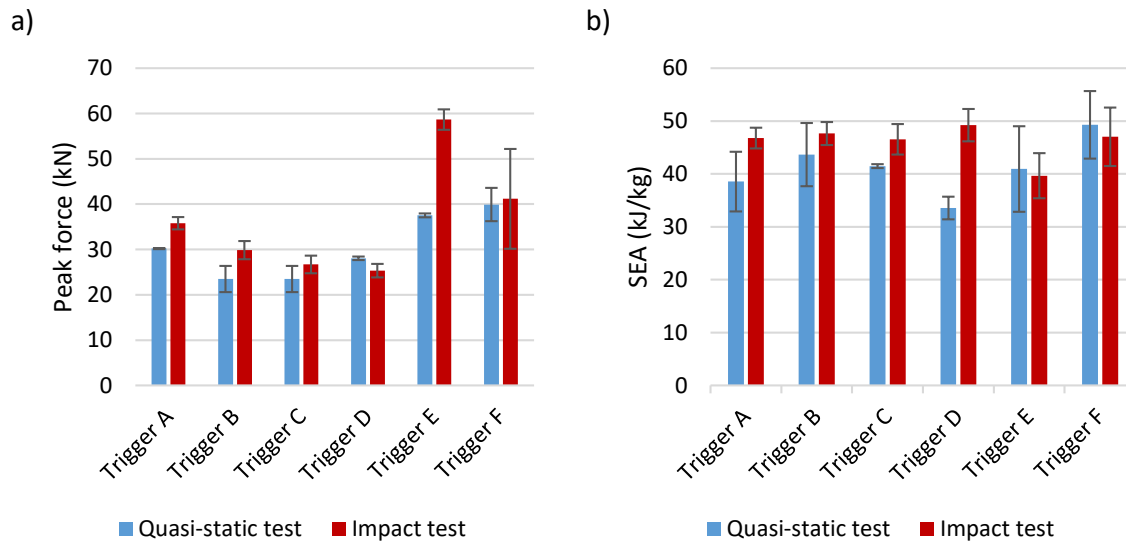 a)
Peak force (kN)
70
60
50
40
30
20
10
0
Trigger A
Trigger B
Trigger C
Trigger D
Trigger E
Trigger F
Quasi-static test Impact test
b)
SEA (kJ/kg)
60
50
40
30
20
10
0
Trigger A
Trigger B
Trigger C
Trigger D
Trigger E
Trigger F
Quasi-static test Impact test